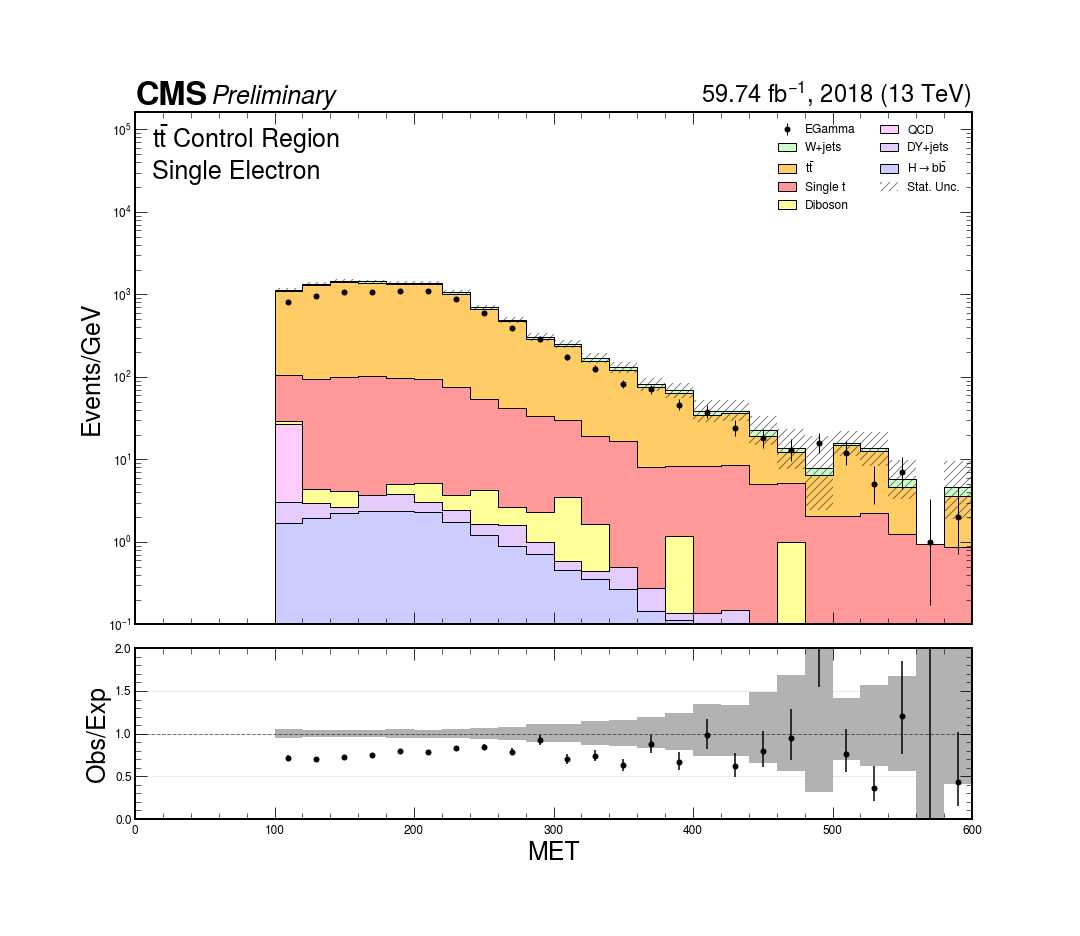 CMS Preliminary
59.74 fb⁻¹, 2018 (13 TeV)
tt̄ Control Region
Single Electron
EGamma
W+jets
tt̄
Single t
Diboson
QCD
DY+jets
H→bb̄
Stat. Unc.
Events/GeV
10⁵
10⁴
10³
10²
10¹
10⁰
10⁻¹
Obs/Exp
2.0
1.5
1.0
0.5
0.0
0 100 200 300 400 500 600
MET